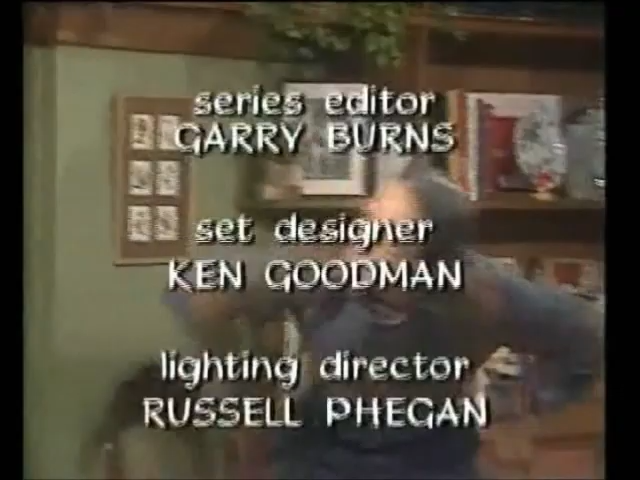 series editor
GARRY BURNS
set designer
KEN GOODMAN
lighting director
RUSSELL PHEGAN